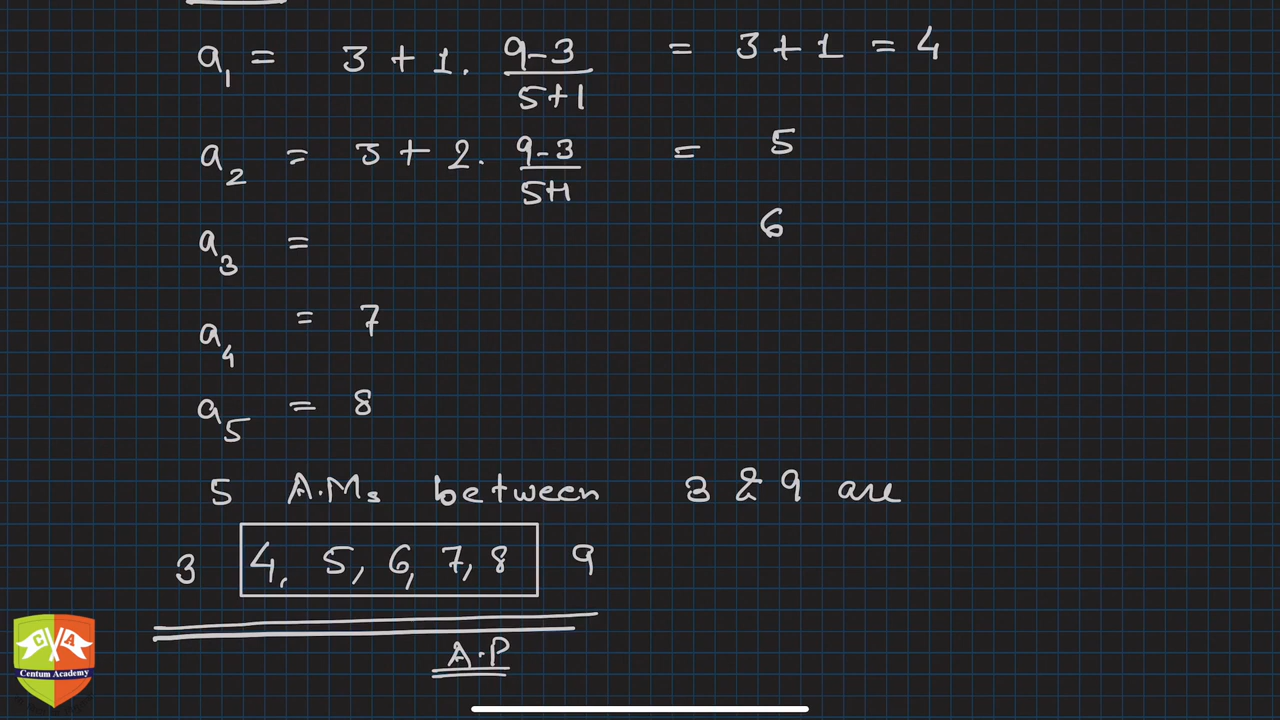 a₁ = 3 + 1. (9-3)/(5+1) = 3 + 1 = 4
a₂ = 3 + 2. (9-3)/(5+1) = 5
a₃ = 6
a₄ = 7
a₅ = 8
5 A.Ms between 3 & 9 are
3 4, 5, 6, 7, 8 9
A.P
C A
Centum Academy